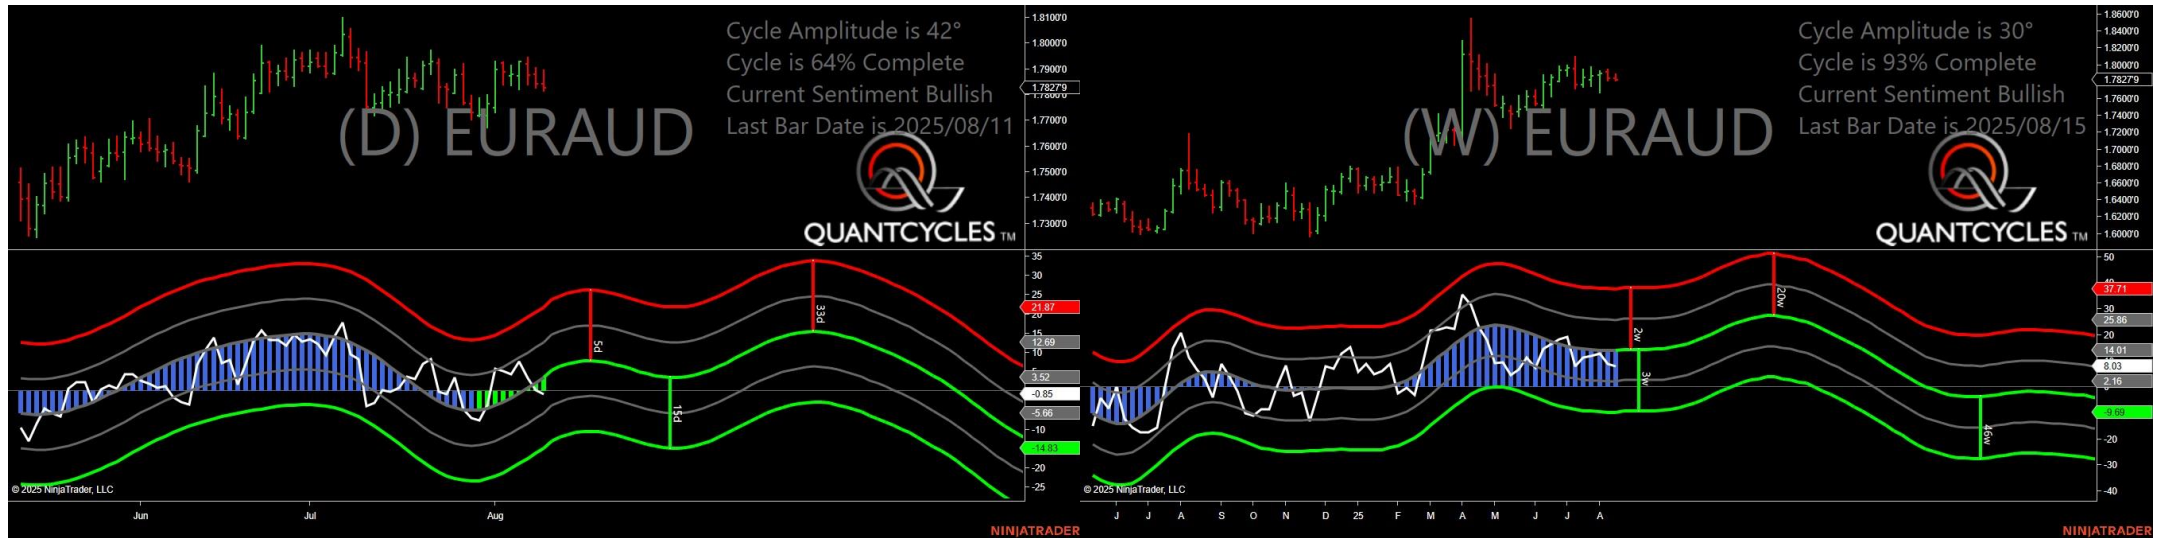 Cycle Amplitude is 42°
Cycle is 64% Complete
Current Sentiment Bullish
Last Bar Date is 2025/08/11
(D) EURAUD
QUANTCYCLES TM
1.8100'0
1.8000'0
1.7900'0
1.7827'9
1.7800'0
1.7700'0
1.7600'0
1.7500'0
1.7400'0
1.7300'0
35
30
25
21.87
20
15
12.69
10
3.52
-0.85
-5.66
-10
-14.83
-20
-25
5d
15d
33d
© 2025 NinjaTrader, LLC
Jun
Jul
Aug
NINJATRADER
Cycle Amplitude is 30°
Cycle is 93% Complete
Current Sentiment Bullish
Last Bar Date is 2025/08/15
(W) EURAUD
QUANTCYCLES TM
1.8600'0
1.8400'0
1.8200'0
1.8000'0
1.7827'9
1.7600'0
1.7400'0
1.7200'0
1.7000'0
1.6800'0
1.6600'0
1.6400'0
1.6200'0
1.6000'0
50
37.71
30
25.86
20
14.01
8.03
2.16
-9.69
-20
-30
-40
2w
3w
20w
46w
© 2025 NinjaTrader, LLC
J
J
A
S
O
N
D
25
F
M
A
M
J
J
A
NINJATRADER